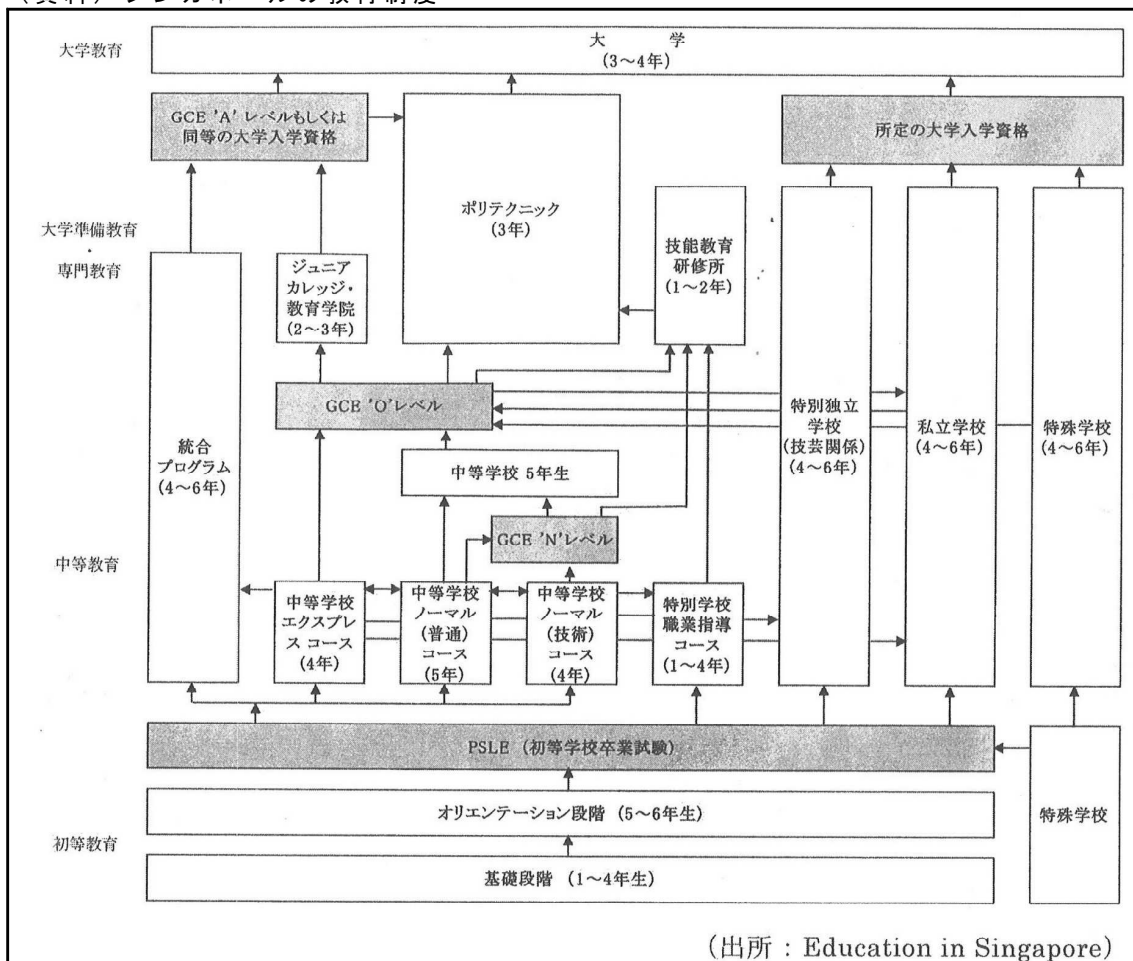 大学教育
大　　学
(3～4年)
GCE 'A' レベルもしくは
同等の大学入学資格
所定の大学入学資格
大学準備教育
・
専門教育
ポリテクニック
(3年)
技能教育
研修所
(1～2年)
ジュニア
カレッジ・
教育学院
(2～3年)
GCE 'O'レベル
統合
プログラム
(4～6年)
特別独立
学校
(技芸関係)
(4～6年)
私立学校
(4～6年)
特殊学校
(4～6年)
中等学校 5年生
GCE 'N'レベル
中等教育
中等学校
エクスプレ
ス コース
(4年)
中等学校
ノーマル
(普通)
コース
(5年)
中等学校
ノーマル
(技術)
コース
(4年)
特別学校
職業指導
コース
(1～4年)
PSLE (初等学校卒業試験)
オリエンテーション段階 (5～6年生)
特殊学校
初等教育
基礎段階 (1～4年生)
(出所：Education in Singapore)